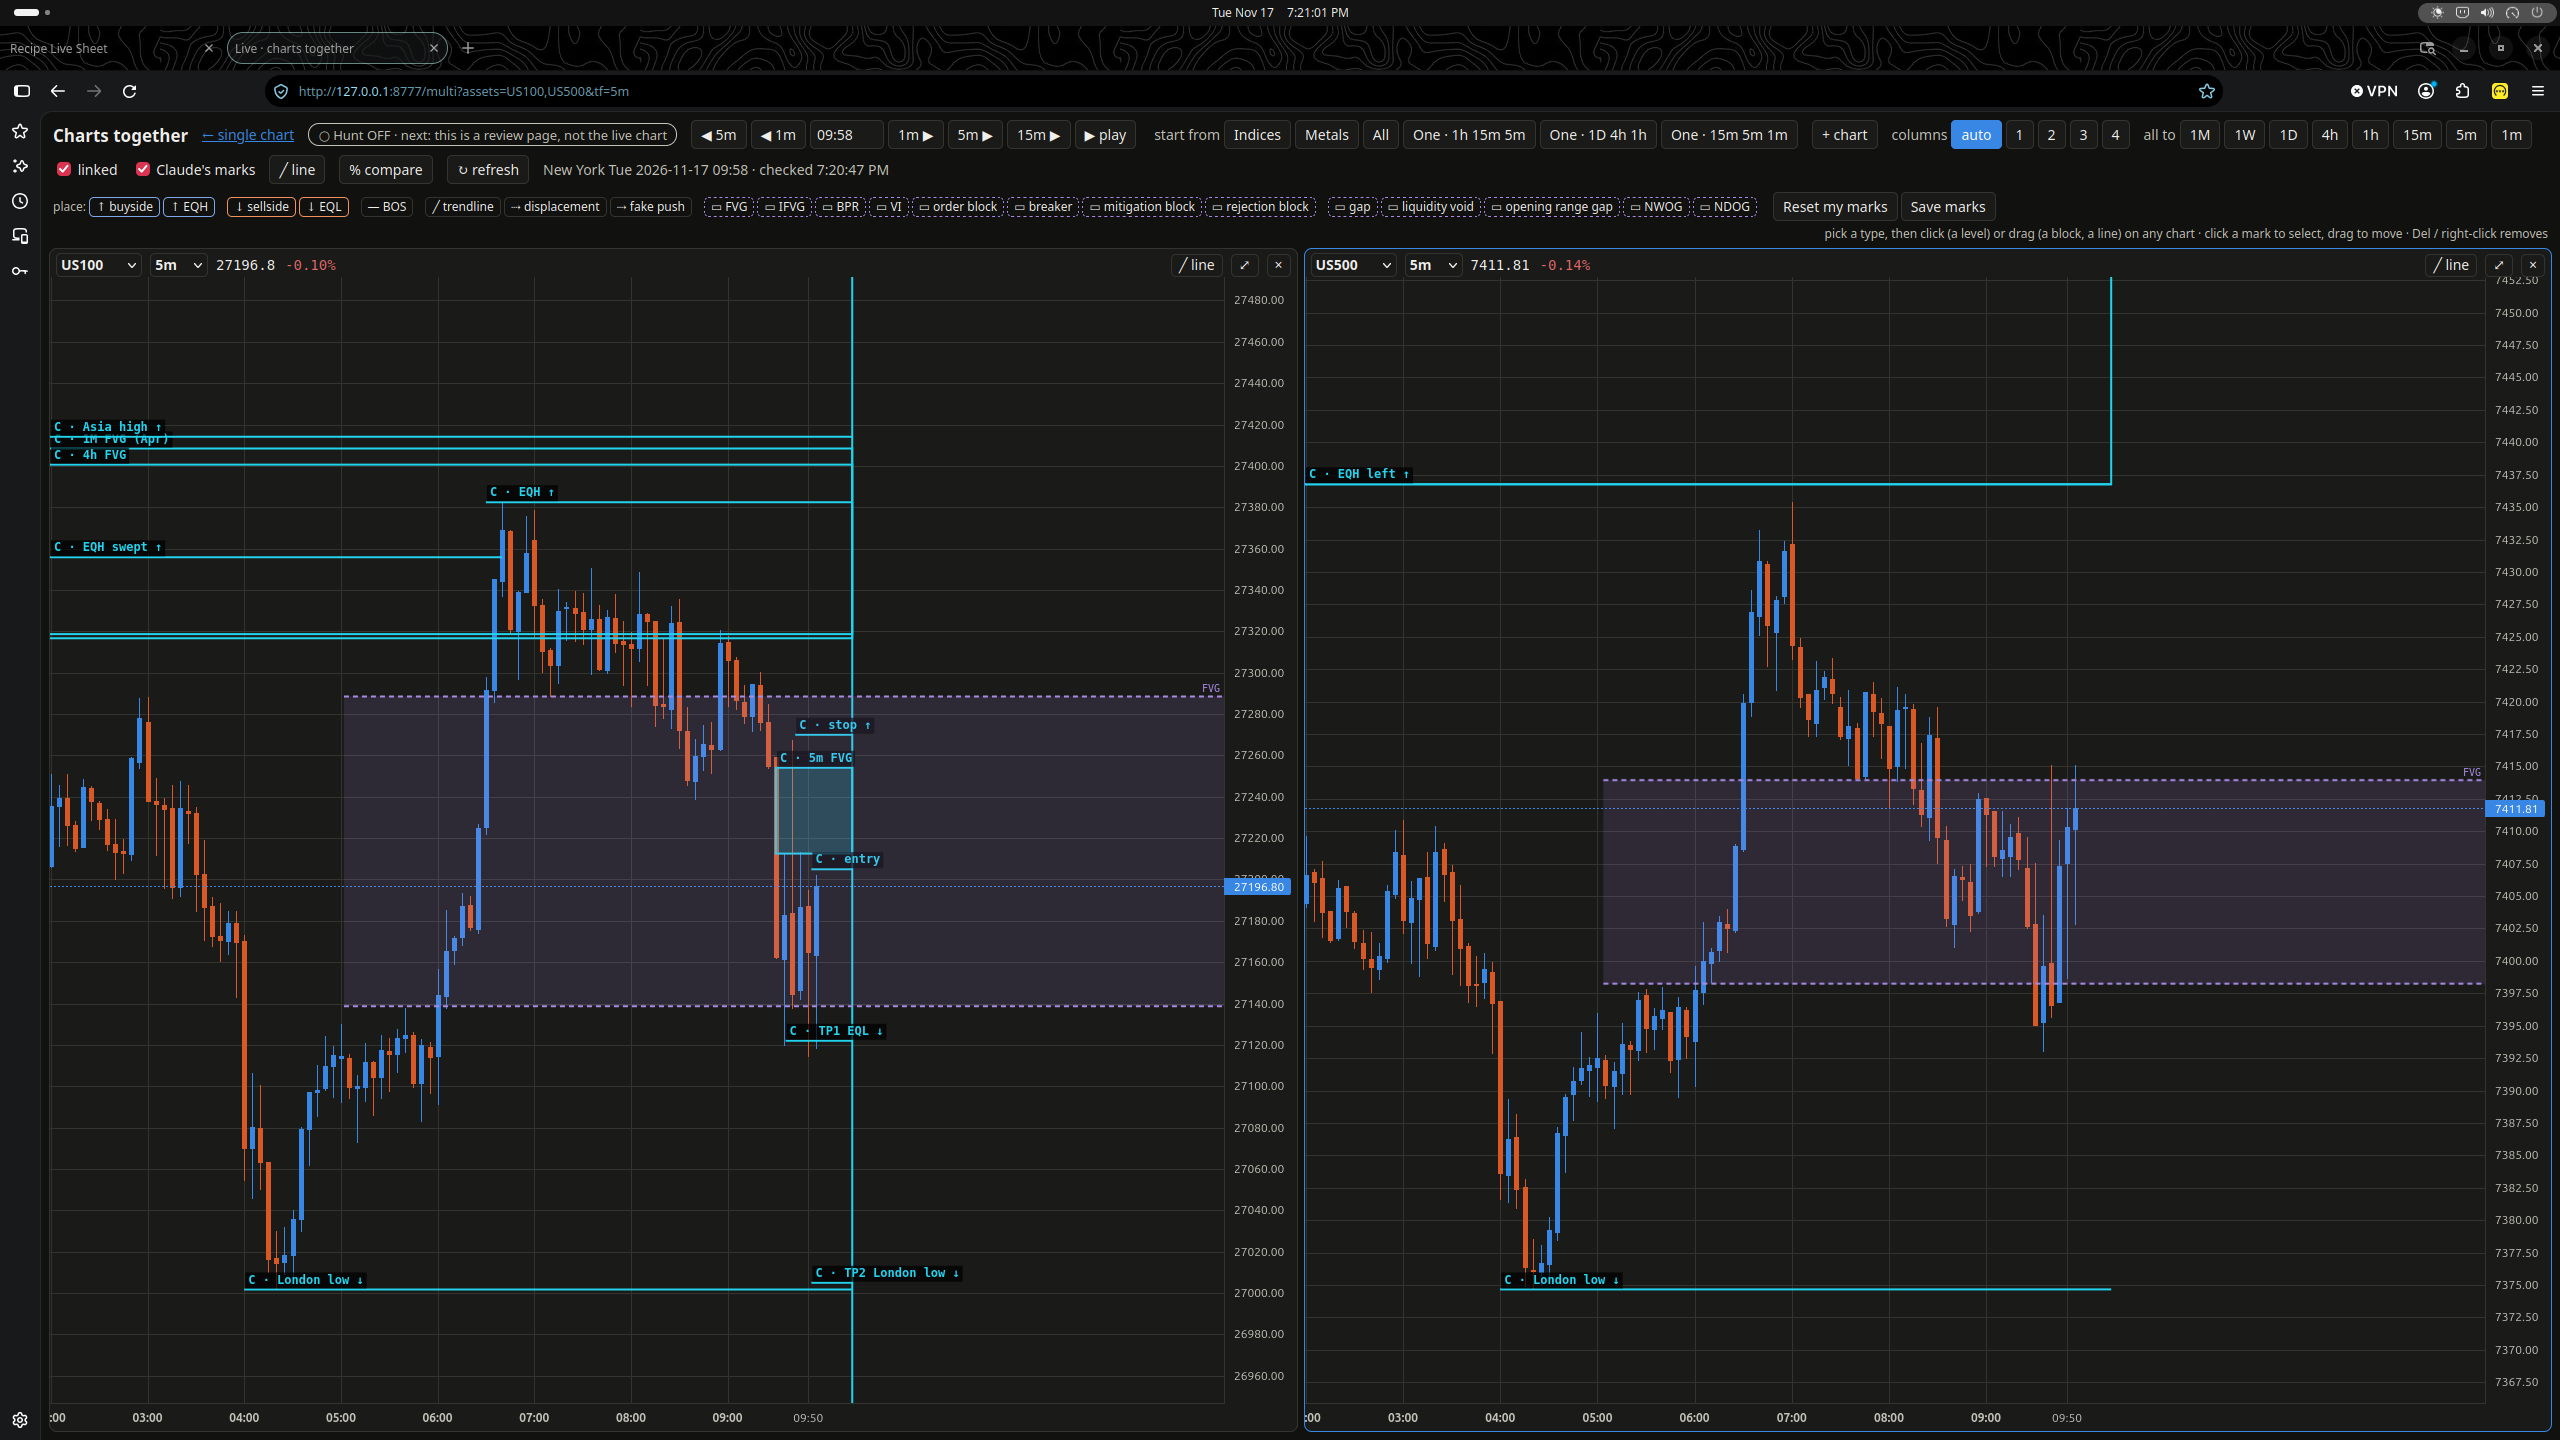 Tue Nov 17 7:21:01 PM
Recipe Live Sheet
Live · charts together
http://127.0.0.1:8777/multi?assets=US100,US500&tf=5m
VPN
Charts together ← single chart ○ Hunt OFF · next: this is a review page, not the live chart ◀ 5m ◀ 1m 09:58 1m ▶ 5m ▶ 15m ▶ ▶ play start from Indices Metals All One · 1h 15m 5m One · 1D 4h 1h One · 15m 5m 1m + chart columns auto 1 2 3 4 all to 1M 1W 1D 4h 1h 15m 5m 1m
linked Claude's marks ╱ line % compare ↻ refresh New York Tue 2026-11-17 09:58 · checked 7:20:47 PM
place: ↑ buyside ↑ EQH ↓ sellside ↓ EQL — BOS ╱ trendline → displacement → fake push ▭ FVG ▭ IFVG ▭ BPR ▭ VI ▭ order block ▭ breaker ▭ mitigation block ▭ rejection block ▭ gap ▭ liquidity void ▭ opening range gap ▭ NWOG ▭ NDOG Reset my marks Save marks
pick a type, then click (a level) or drag (a block, a line) on any chart · click a mark to select, drag to move · Del / right-click removes
US100 5m 27196.8 -0.10% ╱ line
27480.00
27460.00
27440.00
27420.00
27400.00
27380.00
27360.00
27340.00
27320.00
27300.00
27280.00
27260.00
27240.00
27220.00
27196.80
27180.00
27160.00
27140.00
27120.00
27100.00
27080.00
27060.00
27040.00
27020.00
27000.00
26980.00
26960.00
C · Asia high ↑
C · 1M FVG (Apr)
C · 4h FVG
C · EQH ↑
C · EQH swept ↑
FVG
C · stop ↑
C · 5m FVG
C · entry
C · TP1 EQL ↓
C · TP2 London low ↓
C · London low ↓
:00 03:00 04:00 05:00 06:00 07:00 08:00 09:00 09:50
US500 5m 7411.81 -0.14% ╱ line
7452.50
7450.00
7447.50
7445.00
7442.50
7440.00
7437.50
7435.00
7432.50
7430.00
7427.50
7425.00
7422.50
7420.00
7417.50
7415.00
7412.50
7411.81
7410.00
7407.50
7405.00
7402.50
7400.00
7397.50
7395.00
7392.50
7390.00
7387.50
7385.00
7382.50
7380.00
7377.50
7375.00
7372.50
7370.00
7367.50
C · EQH left ↑
FVG
C · London low ↓
:00 03:00 04:00 05:00 06:00 07:00 08:00 09:00 09:50